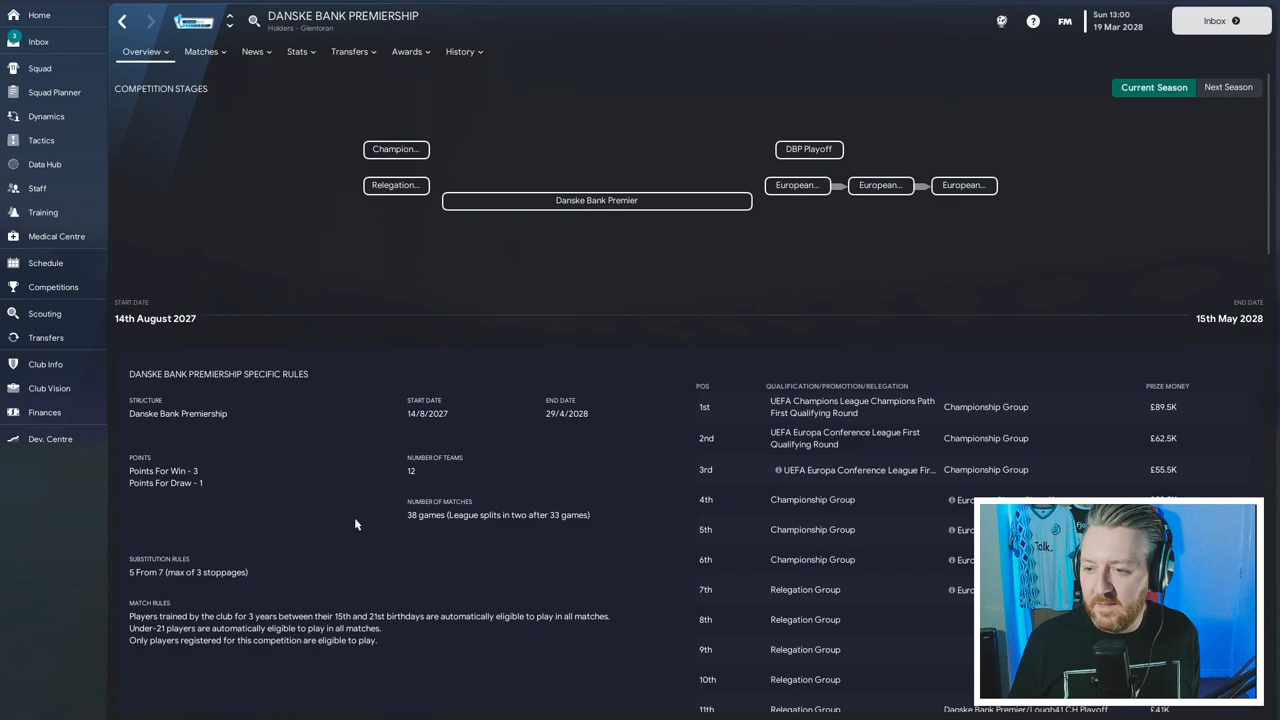 Home
3
Inbox
Squad
Squad Planner
Dynamics
Tactics
Data Hub
Staff
Training
Medical Centre
Schedule
Competitions
Scouting
Transfers
Club Info
Club Vision
Finances
Dev. Centre
DANSKE BANK PREMIERSHIP
Holders - Glentoran
FM
Sun 13:00
19 Mar 2028
Inbox
Overview
Matches
News
Stats
Transfers
Awards
History
COMPETITION STAGES
Current Season
Next Season
Champion...
DBP Playoff
Relegation...
European...
European...
European...
Danske Bank Premier
START DATE
14th August 2027
END DATE
15th May 2028
DANSKE BANK PREMIERSHIP SPECIFIC RULES
STRUCTURE
Danske Bank Premiership
START DATE
14/8/2027
END DATE
29/4/2028
POINTS
Points For Win - 3
Points For Draw - 1
NUMBER OF TEAMS
12
NUMBER OF MATCHES
38 games (League splits in two after 33 games)
SUBSTITUTION RULES
5 From 7 (max of 3 stoppages)
MATCH RULES
Players trained by the club for 3 years between their 15th and 21st birthdays are automatically eligible to play in all matches.
Under-21 players are automatically eligible to play in all matches.
Only players registered for this competition are eligible to play.
POS QUALIFICATION/PROMOTION/RELEGATION PRIZE MONEY
1st UEFA Champions League Champions Path First Qualifying Round Championship Group £89.5K
2nd UEFA Europa Conference League First Qualifying Round Championship Group £62.5K
3rd UEFA Europa Conference League Fir... Championship Group £55.5K
4th Championship Group
5th Championship Group
6th Championship Group
7th Relegation Group
8th Relegation Group
9th Relegation Group
10th Relegation Group
11th Danske Bank Premier/Lough41 CH Playoff £41K
Talk.